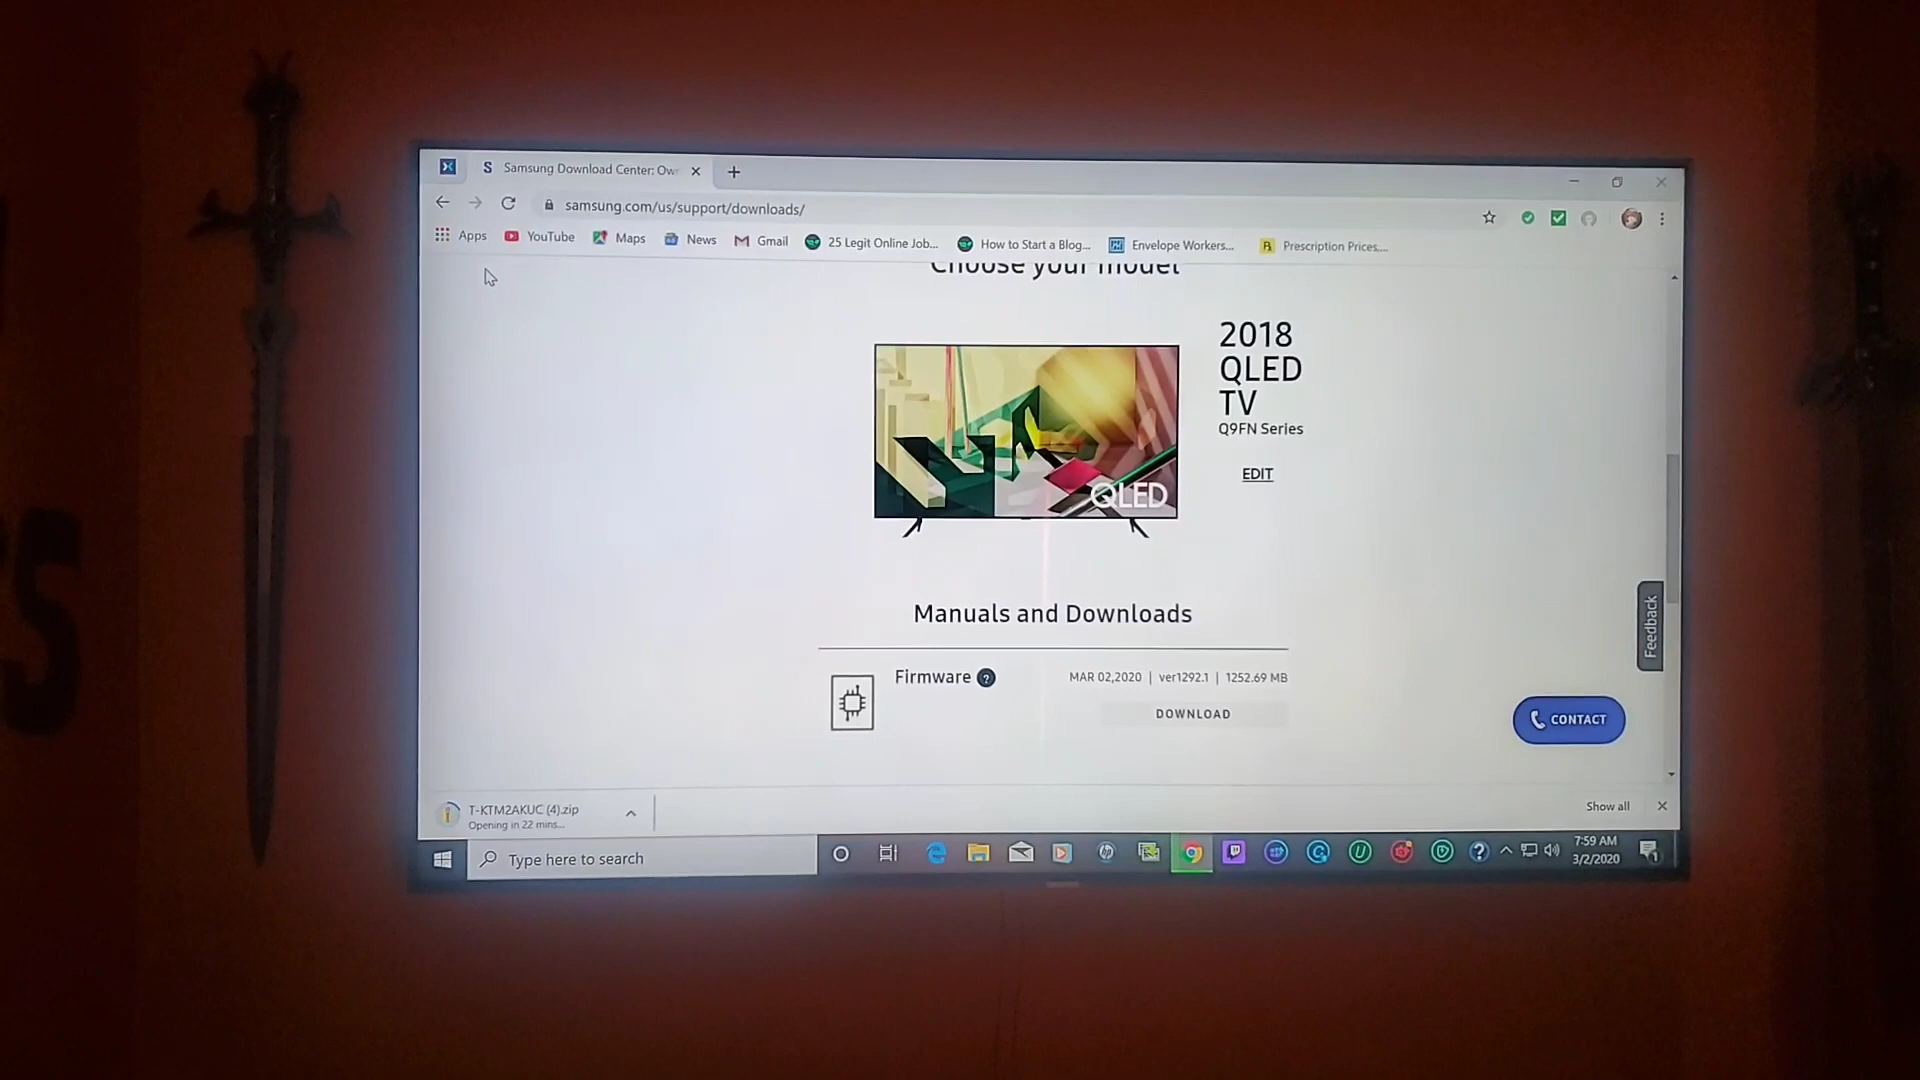 Samsung Download Center: Ow
samsung.com/us/support/downloads/
Apps YouTube Maps News Gmail 25 Legit Online Job... How to Start a Blog... Envelope Workers... Prescription Prices,...
Choose your model
2018
QLED
TV
Q9FN Series
EDIT
QLED
Manuals and Downloads
Firmware ? MAR 02,2020 | ver1292.1 | 1252.69 MB
DOWNLOAD
Feedback
CONTACT
T-KTM2AKUC (4).zip
Opening in 22 mins...
Show all
Type here to search
7:59 AM
3/2/2020